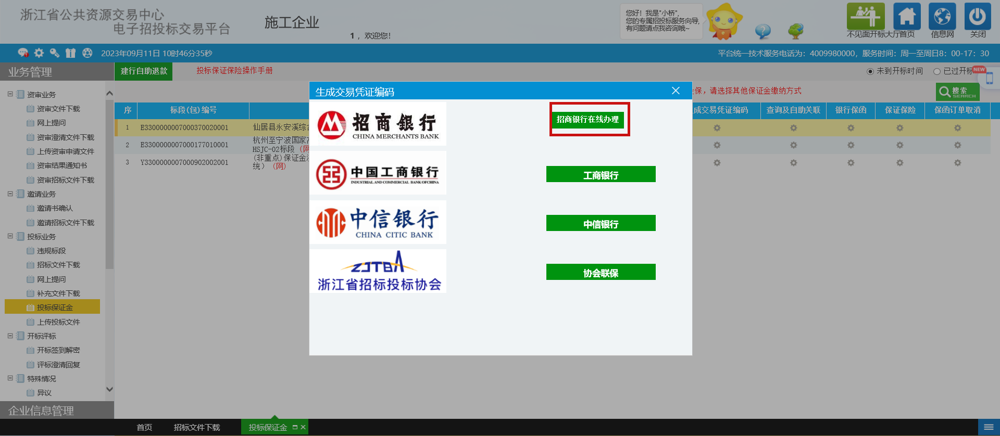 浙江省公共资源交易中心
电子招投标交易平台
施工企业
1 ，欢迎您!
您好！我是"小桥",
您的专属招投标服务向导,
有问题请点我咨询哦~
不见面开标大厅
首页
信息网
关闭
2023年09月11日 10时46分35秒
平台统一技术服务电话为：4009980000，服务时间：周一至周日8：00-17：30
业务管理
建行自助退款
投标保证保险操作手册
未到开标时间
已过开标
NEW
资审业务
资审文件下载
网上提问
资审澄清文件下载
上传资审申请文件
资审结果通知书
资审招标文件下载
邀请业务
邀请书确认
邀请招标文件下载
投标业务
违规标段
招标文件下载
网上提问
补充文件下载
投标保证金
上传投标文件
开标评标
开标签到解密
评标澄清回复
特殊情况
异议
企业信息管理
保，请选择其他保证金缴纳方式
搜索
SEARCH
序
标段(包)编号
成交易凭证编码
查询及自助关联
银行保函
保证保险
保函订单取消
1
E3300000007000370020001
仙居县永安溪综合
2
E3300000007000177010001
杭州至宁波国家高
HSJC-02标段（网
3
Y3300000007000902002001
(非重点)保证金
统）（网)
生成交易凭证编码
招商银行
CHINA MERCHANTS BANK
招商银行在线办理
中国工商银行
INDUSTRIAL AND COMMERCIAL BANK OF CHINA
工商银行
中信银行
CHINA CITIC BANK
中信银行
ZJTBA
浙江省招标投标协会
协会联保
首页
招标文件下载
投标保证金